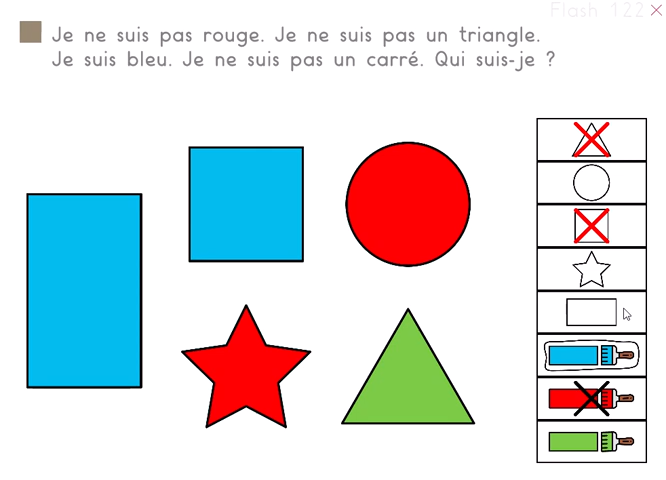 Flash 122
Je ne suis pas rouge. Je ne suis pas un triangle.
Je suis bleu. Je ne suis pas un carré. Qui suis-je ?